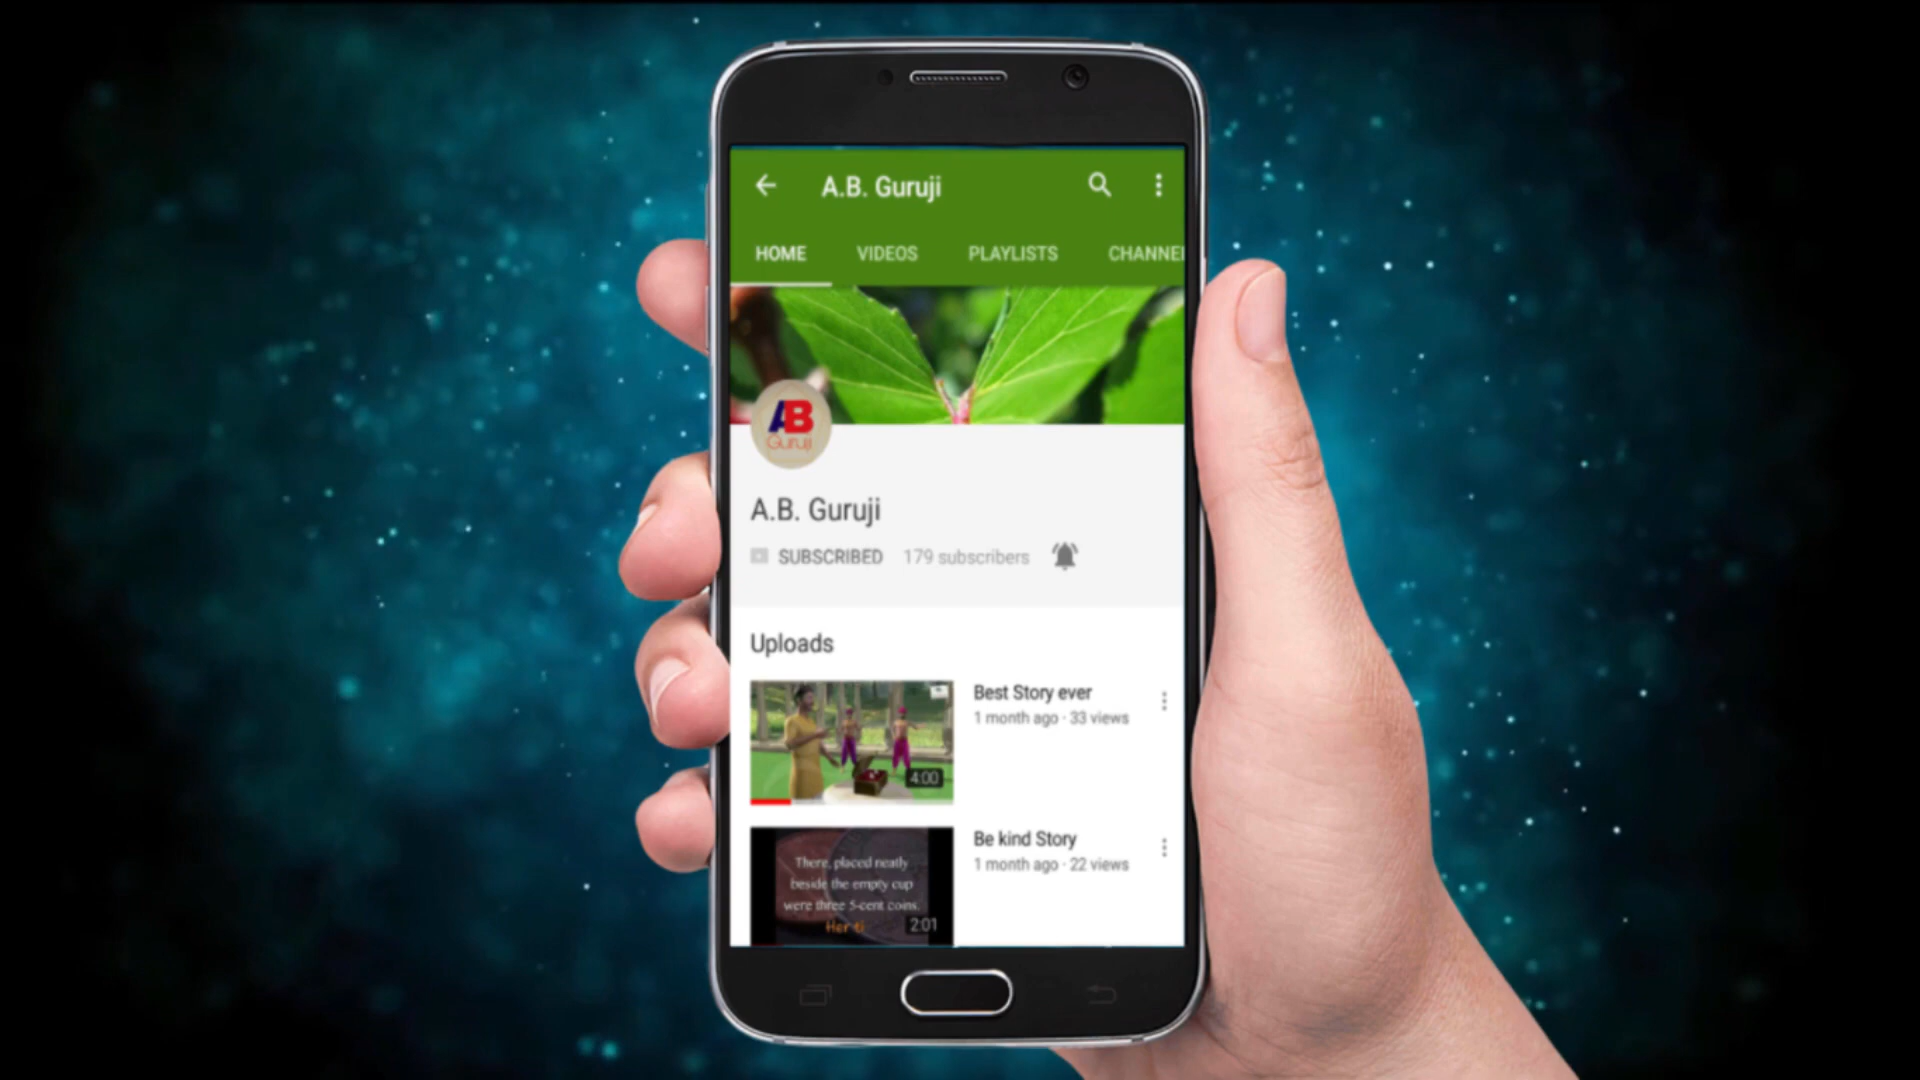 A.B. Guruji
HOME VIDEOS PLAYLISTS CHANNEL
AB
Guruji
A.B. Guruji
SUBSCRIBED 179 subscribers
Uploads
Best Story ever
1 month ago · 33 views
4:00
Be kind Story
1 month ago · 22 views
There, placed neatly
beside the empty cup
were three 5-cent coins.
Her ti
2:01